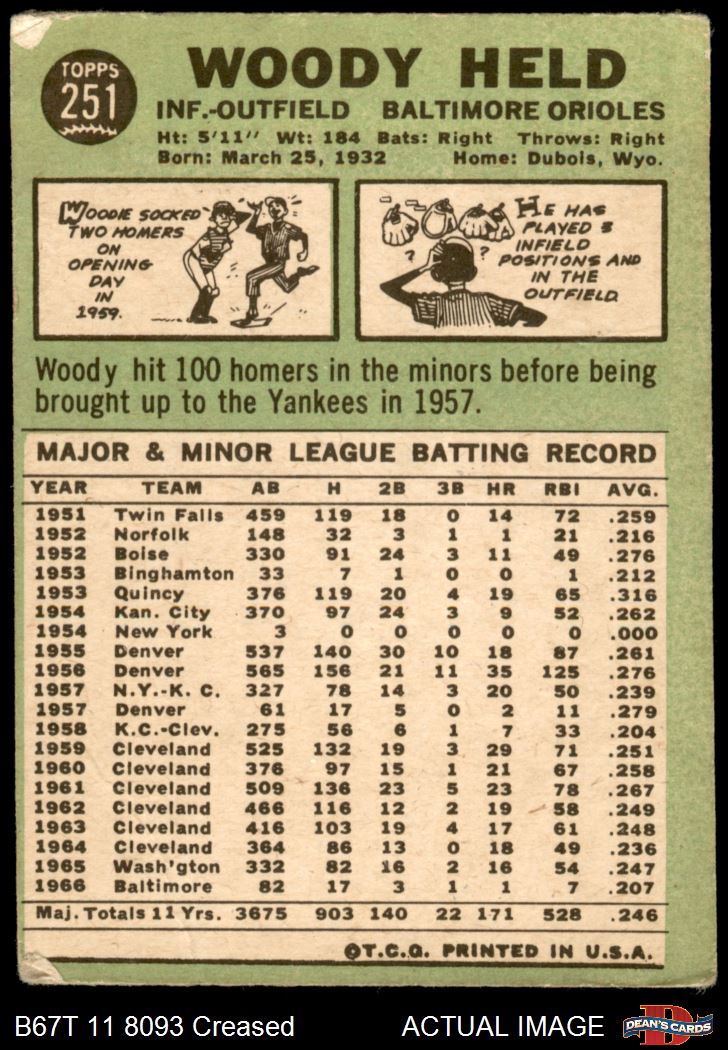 TOPPS
251
WOODY HELD
INF.-OUTFIELD BALTIMORE ORIOLES
Ht: 5'11" Wt: 184 Bats: Right Throws: Right
Born: March 25, 1932 Home: Dubois, Wyo.
WOODIE SOCKED
TWO HOMERS
ON
OPENING
DAY
IN
1959.
HE HAS
PLAYED 3
INFIELD
POSITIONS AND
IN THE
OUTFIELD
? ?
Woody hit 100 homers in the minors before being
brought up to the Yankees in 1957.
MAJOR & MINOR LEAGUE BATTING RECORD
YEAR TEAM AB H 2B 3B HR RBI AVG.
1951 Twin Falls 459 119 18 0 14 72 .259
1952 Norfolk 148 32 3 1 1 21 .216
1952 Boise 330 91 24 3 11 49 .276
1953 Binghamton 33 7 1 0 0 1 .212
1953 Quincy 376 119 20 4 19 65 .316
1954 Kan. City 370 97 24 3 9 52 .262
1954 New York 3 0 0 0 0 0 .000
1955 Denver 537 140 30 10 18 87 .261
1956 Denver 565 156 21 11 35 125 .276
1957 N.Y.-K. C. 327 78 14 3 20 50 .239
1957 Denver 61 17 5 0 2 11 .279
1958 K.C.-Clev. 275 56 6 1 7 33 .204
1959 Cleveland 525 132 19 3 29 71 .251
1960 Cleveland 376 97 15 1 21 67 .258
1961 Cleveland 509 136 23 5 23 78 .267
1962 Cleveland 466 116 12 2 19 58 .249
1963 Cleveland 416 103 19 4 17 61 .248
1964 Cleveland 364 86 13 0 18 49 .236
1965 Wash'gton 332 82 16 2 16 54 .247
1966 Baltimore 82 17 3 1 1 7 .207
Maj. Totals 11 Yrs. 3675 903 140 22 171 528 .246
©T.C.G. PRINTED IN U.S.A.
B67T 11 8093 Creased ACTUAL IMAGE
D
DEAN'S CARDS